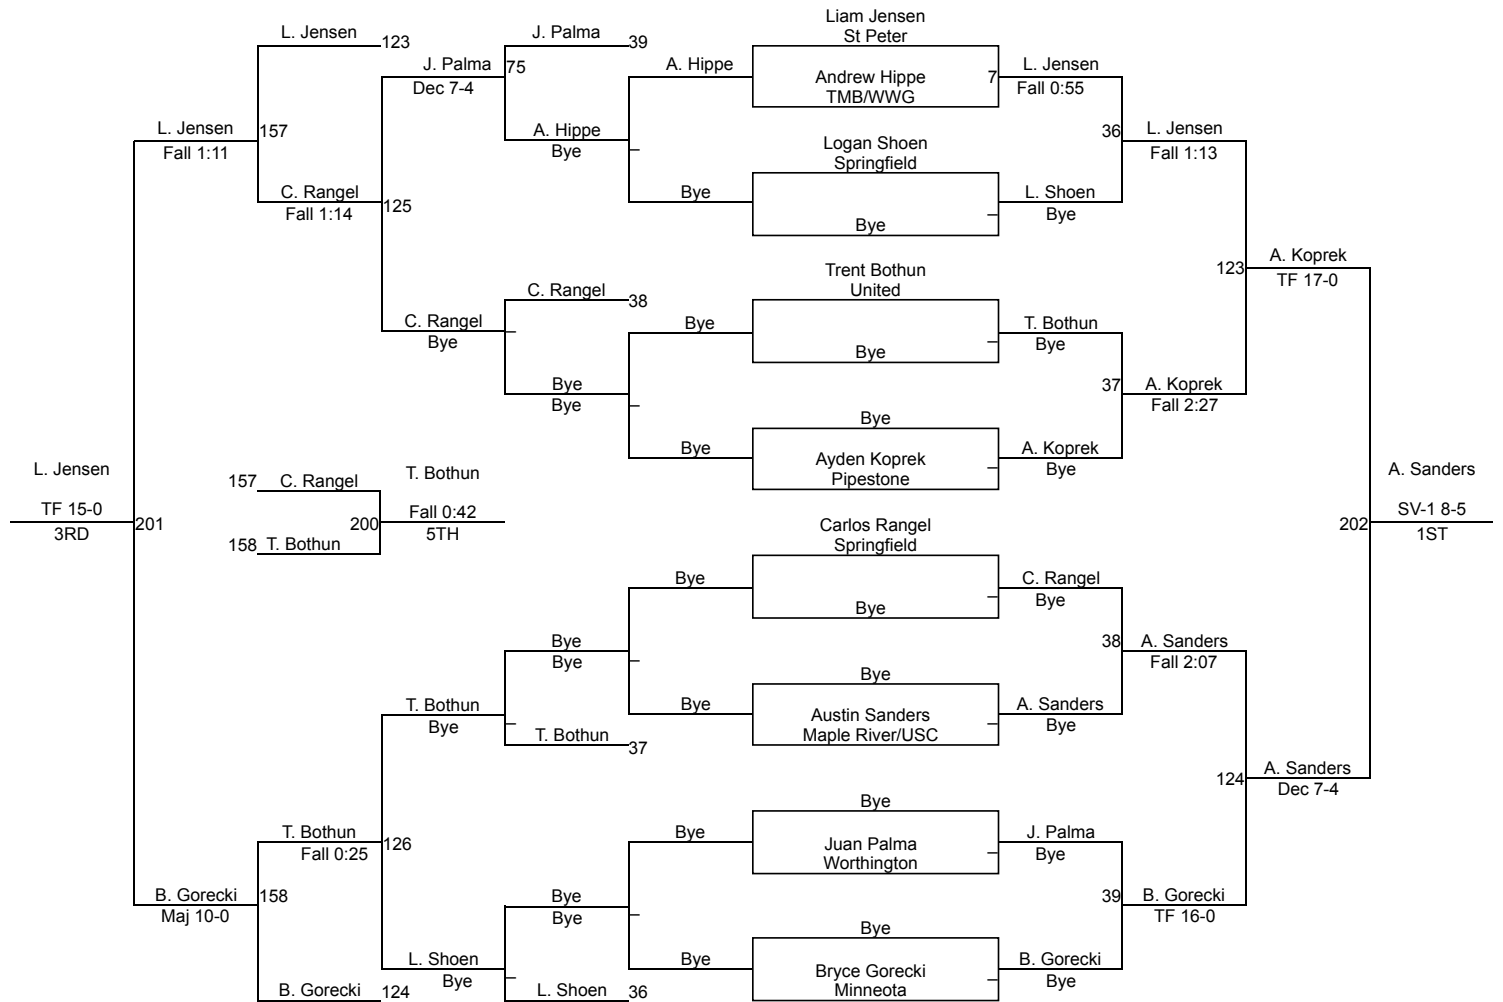 Liam Jensen
St Peter
L. Jensen
123
J. Palma
39
J. Palma
75
Dec 7-4
A. Hippe
Andrew Hippe
TMB/WWG
7
L. Jensen
Fall 0:55
L. Jensen
157
Fall 1:11
A. Hippe
Bye
Logan Shoen
Springfield
36
L. Jensen
Fall 1:13
C. Rangel
Fall 1:14
125
Bye
Bye
L. Shoen
Bye
Trent Bothun
United
123
A. Koprek
TF 17-0
C. Rangel
38
C. Rangel
Bye
Bye
Bye
T. Bothun
Bye
Bye
Bye
37
A. Koprek
Fall 2:27
Bye
Bye
Ayden Koprek
Pipestone
A. Koprek
Bye
L. Jensen
TF 15-0
3RD
201
157
C. Rangel
158
T. Bothun
200
T. Bothun
Fall 0:42
5TH
A. Sanders
202
SV-1 8-5
1ST
Carlos Rangel
Springfield
Bye
Bye
C. Rangel
Bye
Bye
Bye
38
A. Sanders
Fall 2:07
Bye
T. Bothun
Bye
Bye
Austin Sanders
Maple River/USC
A. Sanders
Bye
T. Bothun
37
124
A. Sanders
Dec 7-4
Bye
T. Bothun
Fall 0:25
126
Bye
Juan Palma
Worthington
J. Palma
Bye
B. Gorecki
158
Maj 10-0
Bye
Bye
39
B. Gorecki
TF 16-0
Bye
L. Shoen
Bye
Bye
Bryce Gorecki
Minneota
B. Gorecki
Bye
B. Gorecki
124
L. Shoen
36